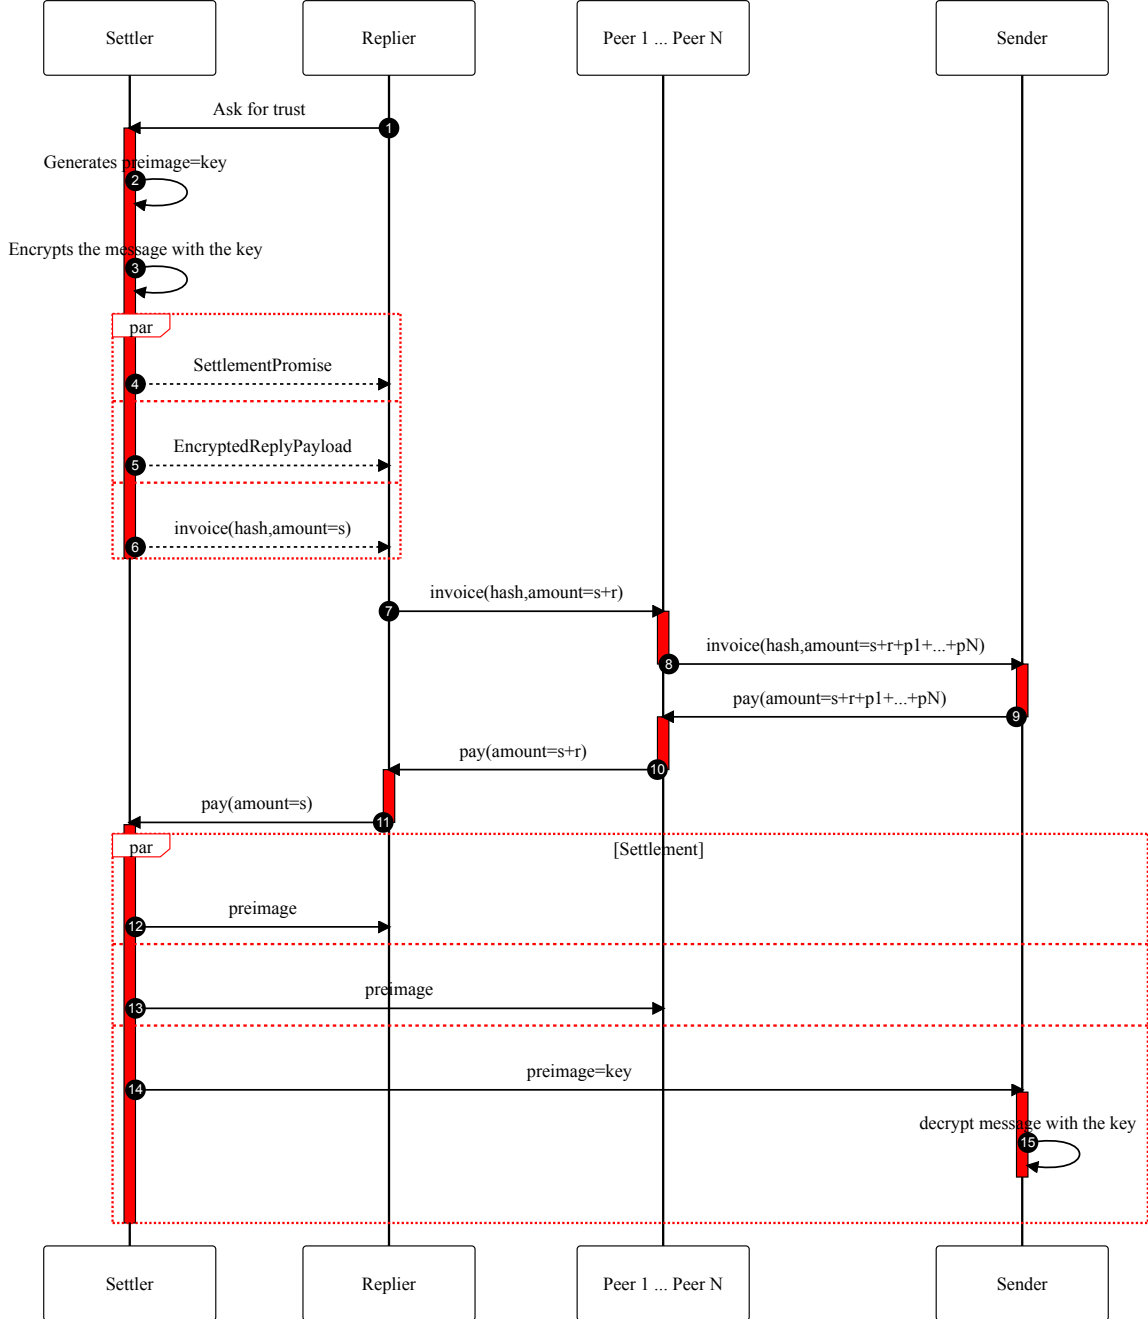 Settler
Replier
Peer 1 ... Peer N
Sender
Ask for trust
1
Generates preimage=key
2
Encrypts the message with the key
3
par
SettlementPromise
4
EncryptedReplyPayload
5
invoice(hash,amount=s)
6
invoice(hash,amount=s+r)
7
invoice(hash,amount=s+r+p1+...+pN)
8
pay(amount=s+r+p1+...+pN)
9
pay(amount=s+r)
10
pay(amount=s)
11
par
[Settlement]
preimage
12
preimage
13
preimage=key
14
decrypt message with the key
15
Settler
Replier
Peer 1 ... Peer N
Sender